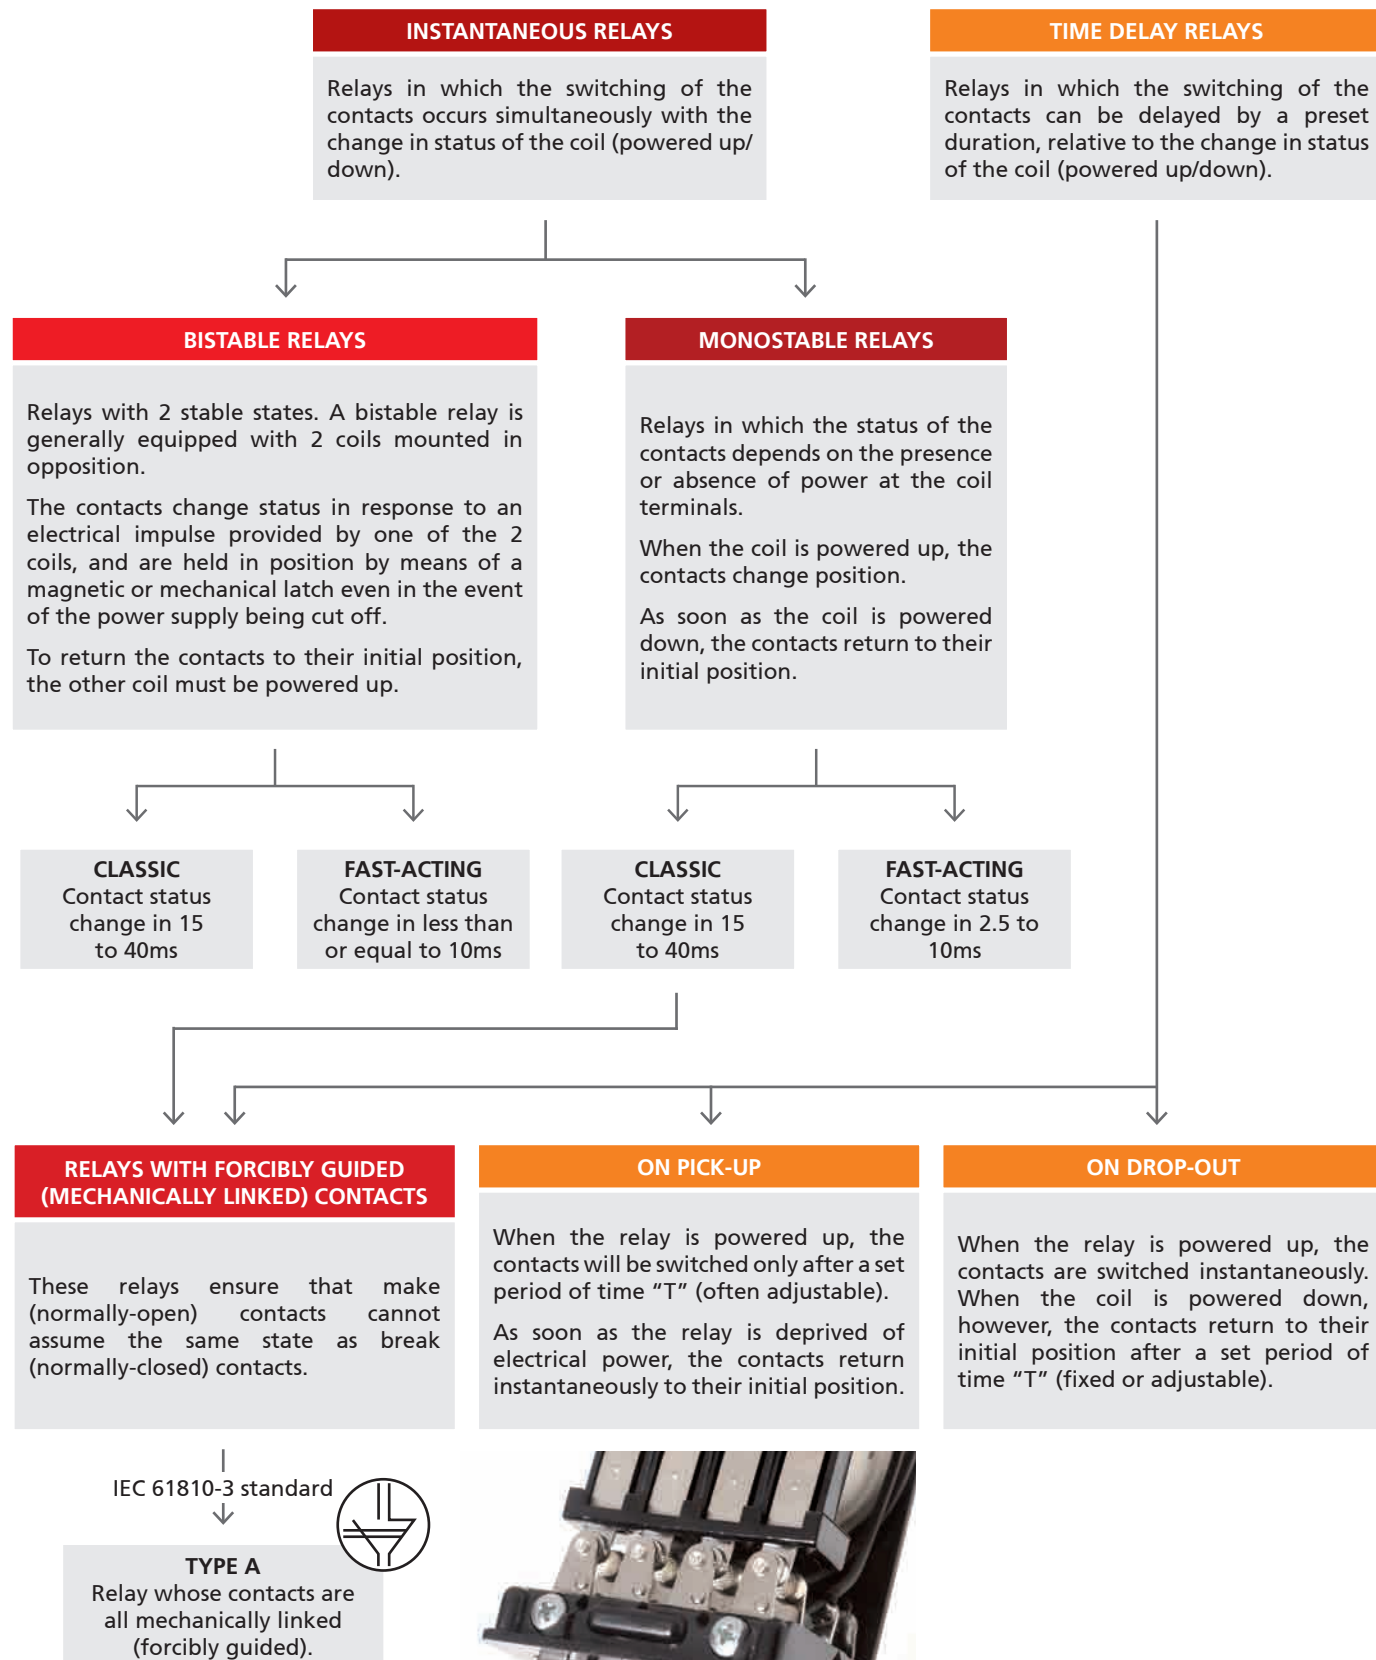 INSTANTANEOUS RELAYS
Relays in which the switching of the
contacts occurs simultaneously with the
change in status of the coil (powered up/
down).
TIME DELAY RELAYS
Relays in which the switching of the
contacts can be delayed by a preset
duration, relative to the change in status
of the coil (powered up/down).
BISTABLE RELAYS
Relays with 2 stable states. A bistable relay is
generally equipped with 2 coils mounted in
opposition.
The contacts change status in response to an
electrical impulse provided by one of the 2
coils, and are held in position by means of a
magnetic or mechanical latch even in the event
of the power supply being cut off.
To return the contacts to their initial position,
the other coil must be powered up.
MONOSTABLE RELAYS
Relays in which the status of the
contacts depends on the presence
or absence of power at the coil
terminals.
When the coil is powered up, the
contacts change position.
As soon as the coil is powered
down, the contacts return to their
initial position.
CLASSIC
Contact status
change in 15
to 40ms
FAST-ACTING
Contact status
change in less than
or equal to 10ms
CLASSIC
Contact status
change in 15
to 40ms
FAST-ACTING
Contact status
change in 2.5 to
10ms
RELAYS WITH FORCIBLY GUIDED
(MECHANICALLY LINKED) CONTACTS
These relays ensure that make
(normally-open) contacts cannot
assume the same state as break
(normally-closed) contacts.
ON PICK-UP
When the relay is powered up, the
contacts will be switched only after a set
period of time “T” (often adjustable).
As soon as the relay is deprived of
electrical power, the contacts return
instantaneously to their initial position.
ON DROP-OUT
When the relay is powered up, the
contacts are switched instantaneously.
When the coil is powered down,
however, the contacts return to their
initial position after a set period of
time “T” (fixed or adjustable).
IEC 61810-3 standard
TYPE A
Relay whose contacts are
all mechanically linked
(forcibly guided).